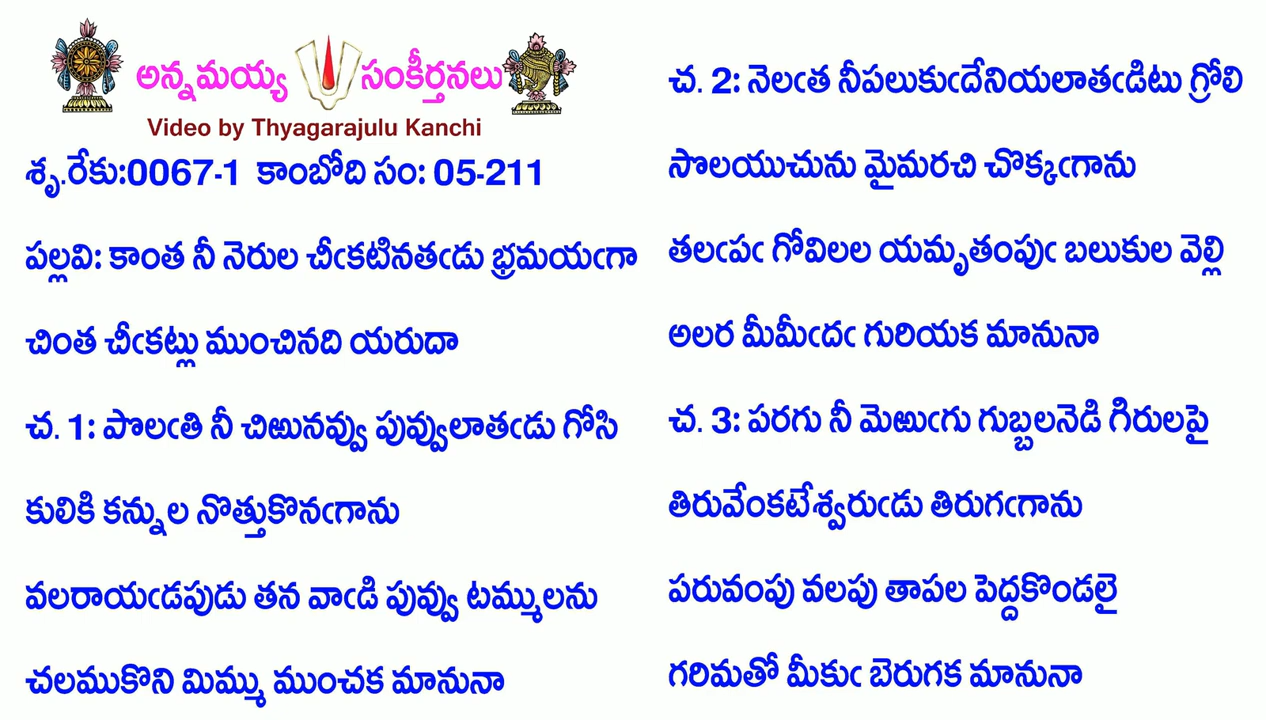 అన్నమయ్య సంకీర్తనలు
Video by Thyagarajulu Kanchi
శృ.రేకు:0067-1 కాంబోది సం: 05-211
పల్లవి: కాంత నీ నెరుల చీఁకటినతఁడు భ్రమయఁగా
చింత చీఁకట్లు ముంచినది యరుదా
చ. 1: పొలఁతి నీ చిఱునవ్వు పువ్వులాతఁడు గోసి
కులికి కన్నుల నొత్తుకొనఁగాను
వలరాయఁడపుడు తన వాఁడి పువ్వు టమ్ములను
చలముకొని మిమ్ము ముంచక మానునా
చ. 2: నెలఁత నీపలుకుఁదేనియలాతఁడిటు గ్రోలి
సొలయుచును మైమరచి చొక్కఁగాను
తలఁపఁ గోవిలల యమృతంపుఁ బలుకుల వెల్లి
అలర మీమీఁదఁ గురియక మానునా
చ. 3: పరగు నీ మెఱుఁగు గుబ్బలనెడి గిరులపై
తిరువేంకటేశ్వరుఁడు తిరుగఁగాను
పరువంపు వలపు తాపల పెద్దకొండలై
గరిమతో మీకుఁ బెరుగక మానునా